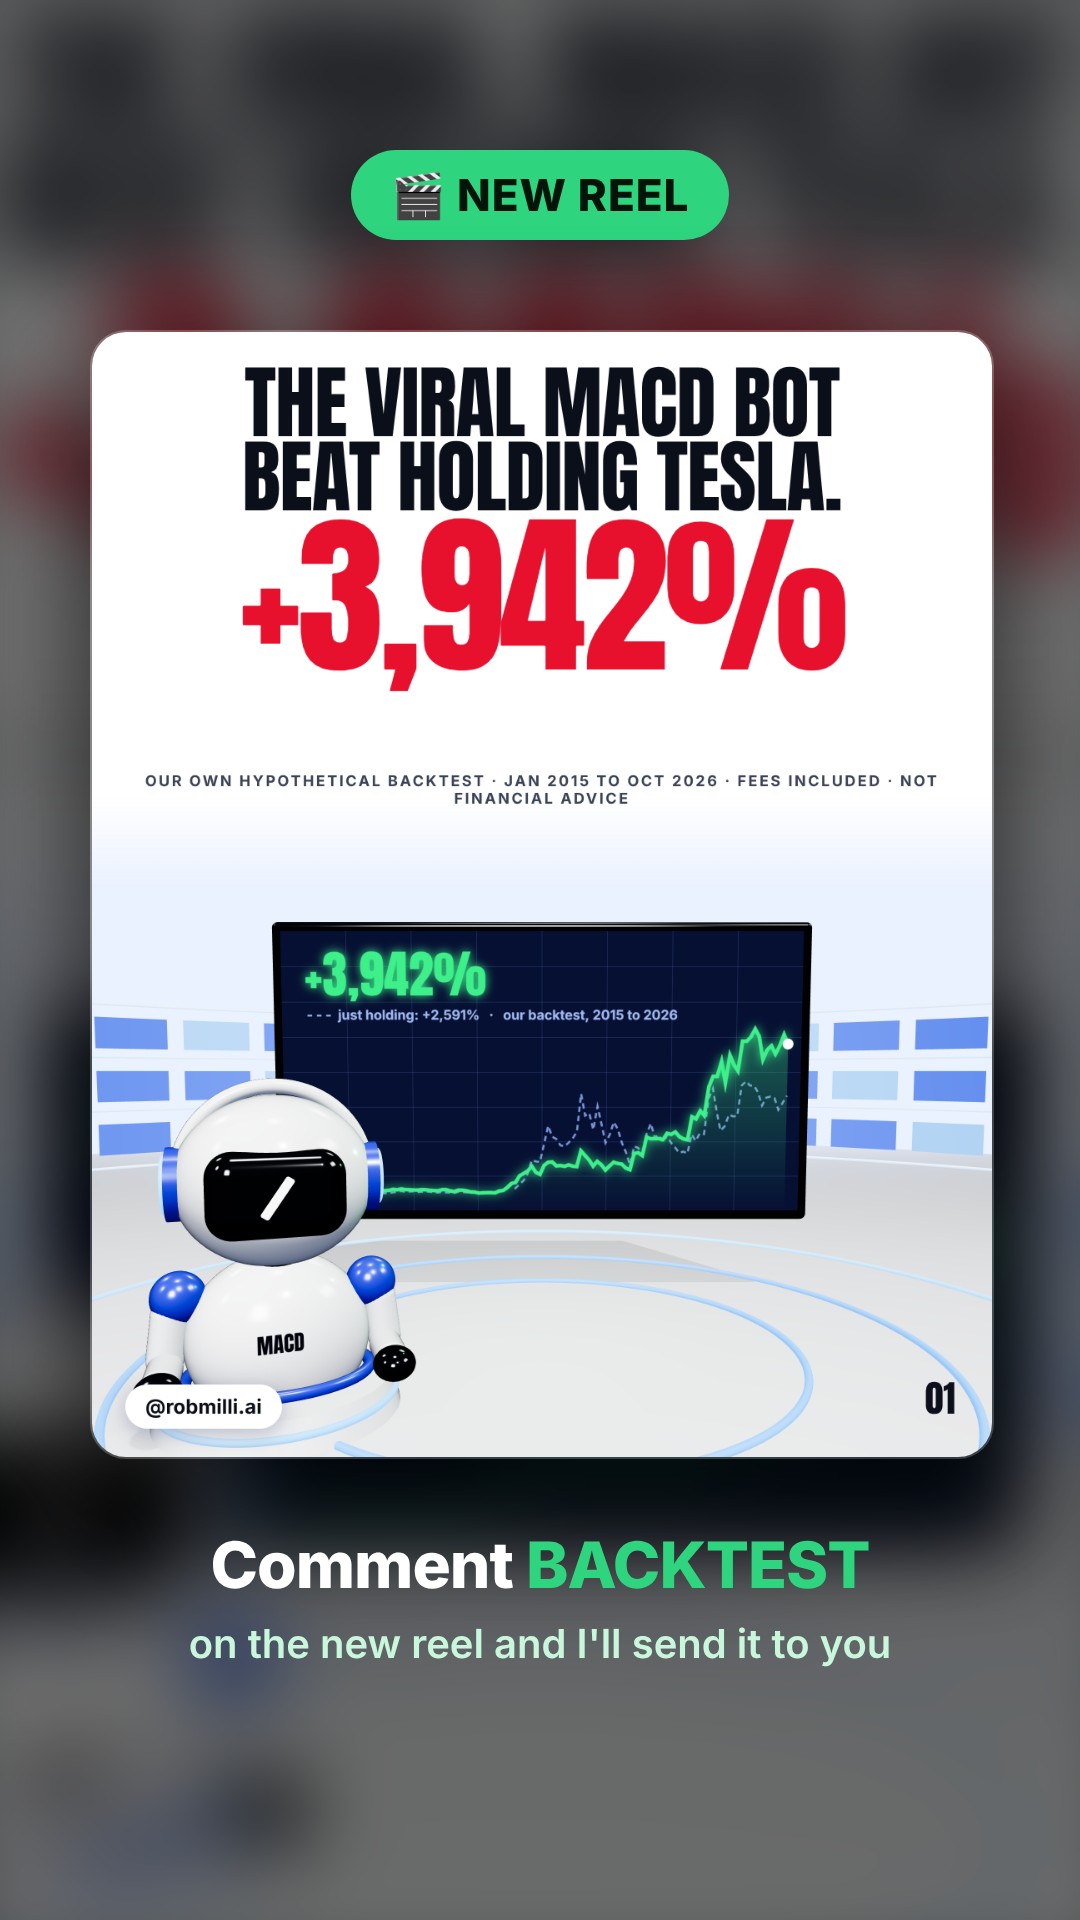 🎬 NEW REEL
THE VIRAL MACD BOT
BEAT HOLDING TESLA.
+3,942%
OUR OWN HYPOTHETICAL BACKTEST · JAN 2015 TO OCT 2026 · FEES INCLUDED · NOT
FINANCIAL ADVICE
+3,942%
--- just holding: +2,591% · our backtest, 2015 to 2026
MACD
@robmilli.ai
01
Comment BACKTEST
on the new reel and I'll send it to you